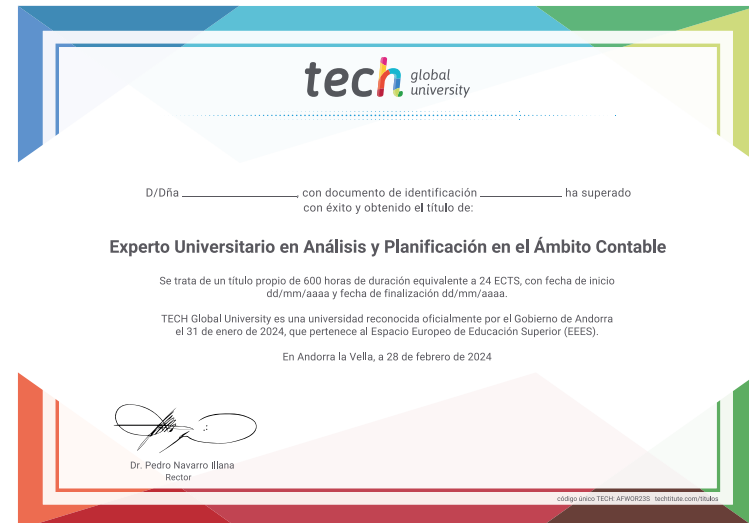 tech global
university
D/Dña ____________________, con documento de identificación ______________ ha superado
con éxito y obtenido el título de:
Experto Universitario en Análisis y Planificación en el Ámbito Contable
Se trata de un título propio de 600 horas de duración equivalente a 24 ECTS, con fecha de inicio
dd/mm/aaaa y fecha de finalización dd/mm/aaaa.
TECH Global University es una universidad reconocida oficialmente por el Gobierno de Andorra
el 31 de enero de 2024, que pertenece al Espacio Europeo de Educación Superior (EEES).
En Andorra la Vella, a 28 de febrero de 2024
Dr. Pedro Navarro Illana
Rector
código único TECH: AFWOR23S techtitute.com/titulos